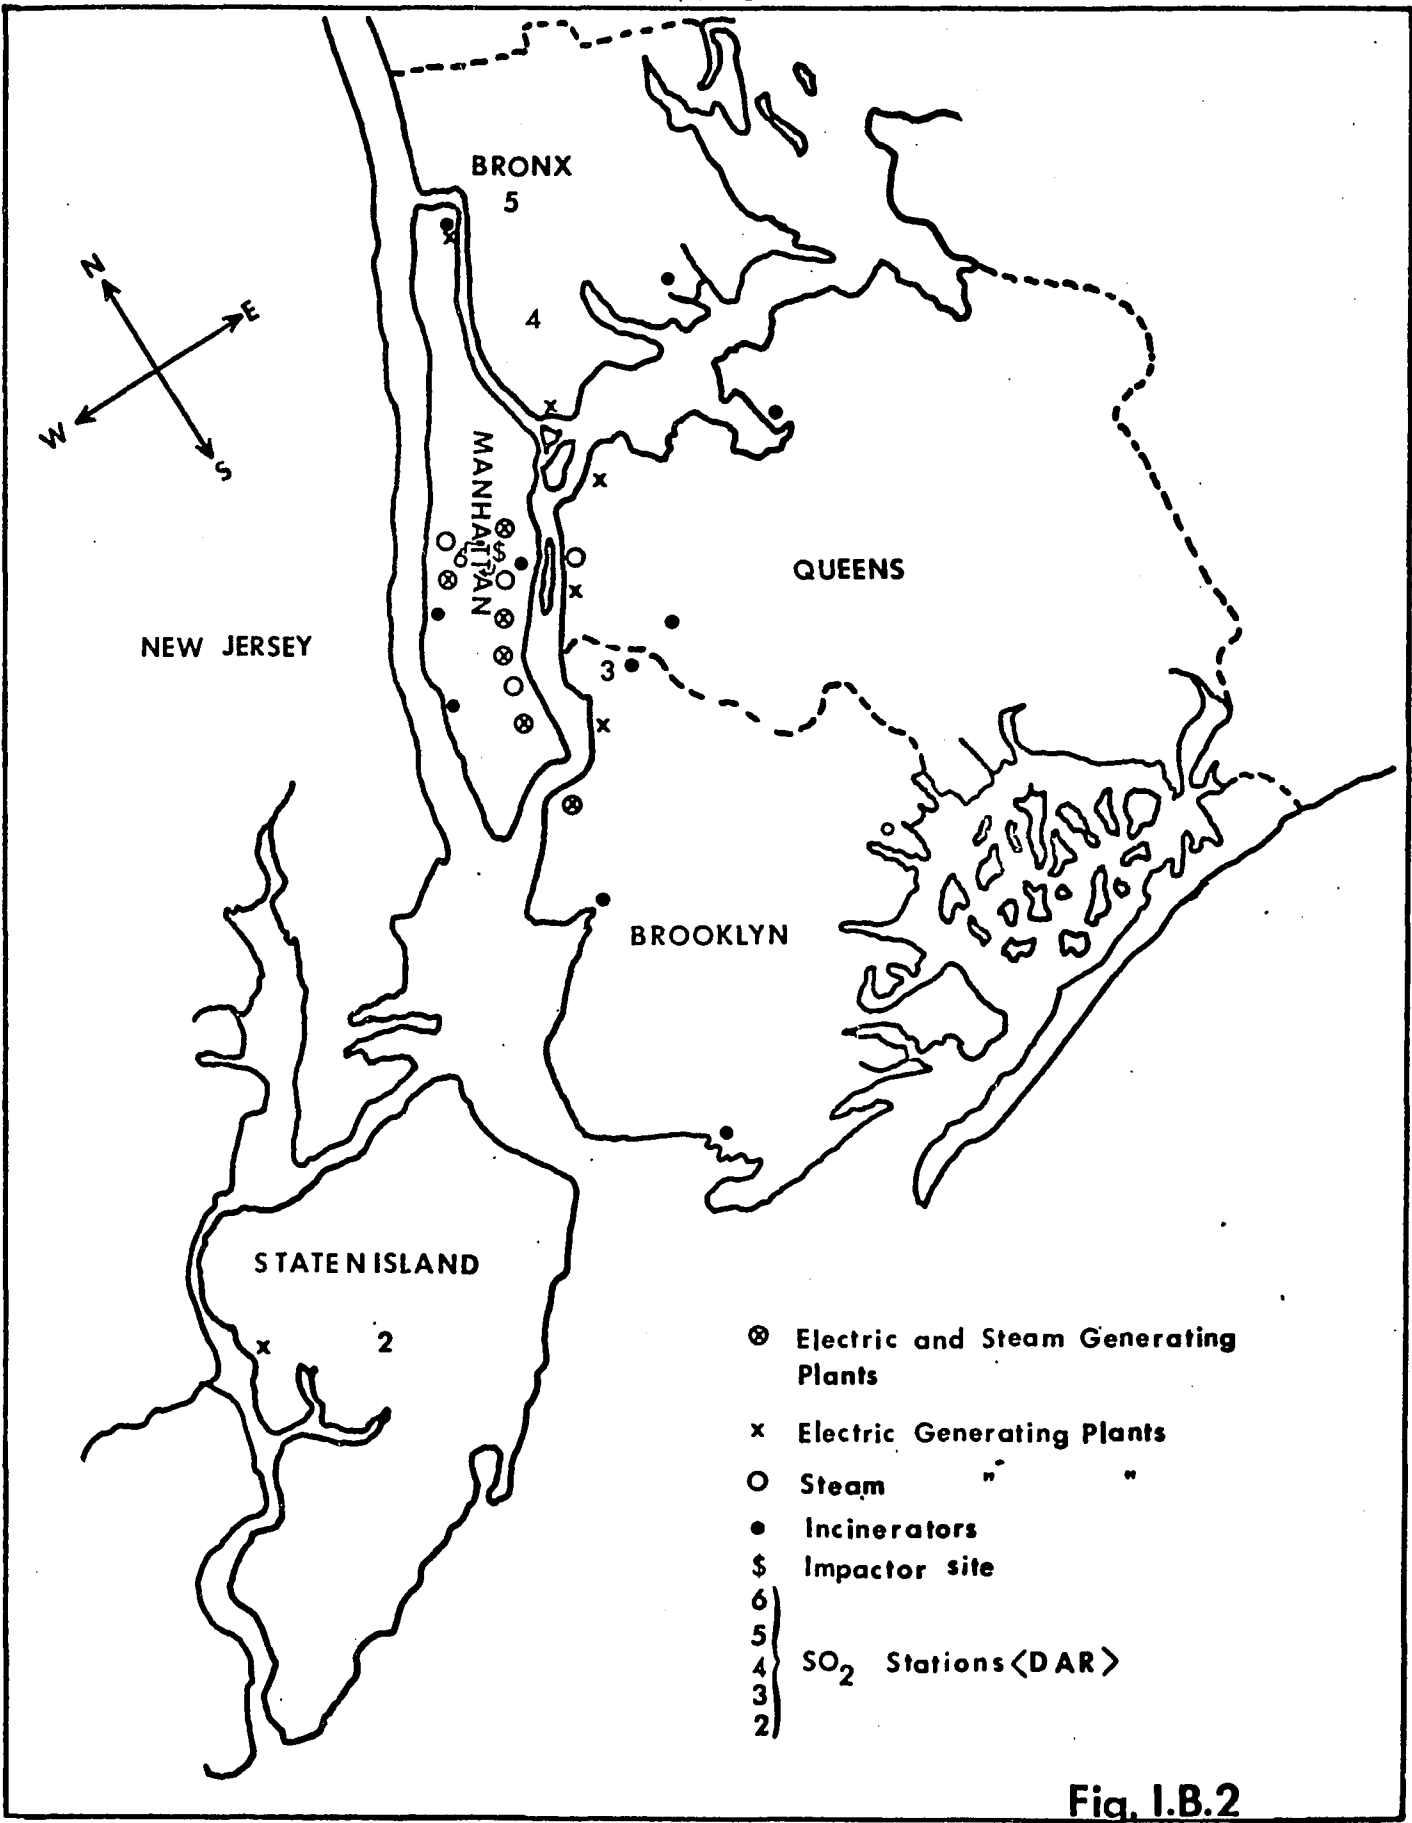 BRONX
5
N
E
W
S
4
MANHATTAN
$
6
QUEENS
NEW JERSEY
3
BROOKLYN
STATEN ISLAND
2
⊗ Electric and Steam Generating
Plants
x Electric Generating Plants
O Steam " "
● Incinerators
$ Impactor site
6
5
4 SO₂ Stations <DAR>
3
2
Fig. I.B.2